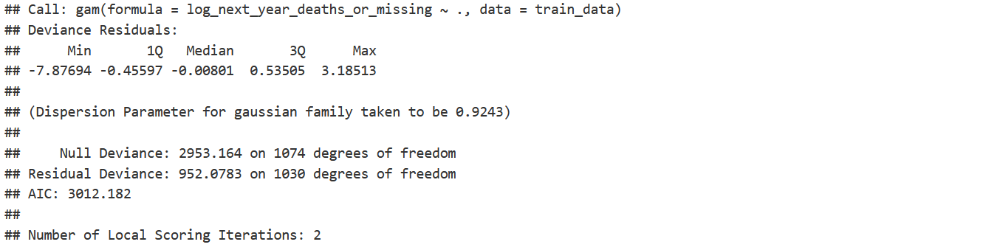 ## Call: gam(formula = log_next_year_deaths_or_missing ~ ., data = train_data)
## Deviance Residuals:
##      Min       1Q   Median       3Q      Max
## -7.87694 -0.45597 -0.00801  0.53505  3.18513
##
## (Dispersion Parameter for gaussian family taken to be 0.9243)
##
##     Null Deviance: 2953.164 on 1074 degrees of freedom
## Residual Deviance: 952.0783 on 1030 degrees of freedom
## AIC: 3012.182
##
## Number of Local Scoring Iterations: 2